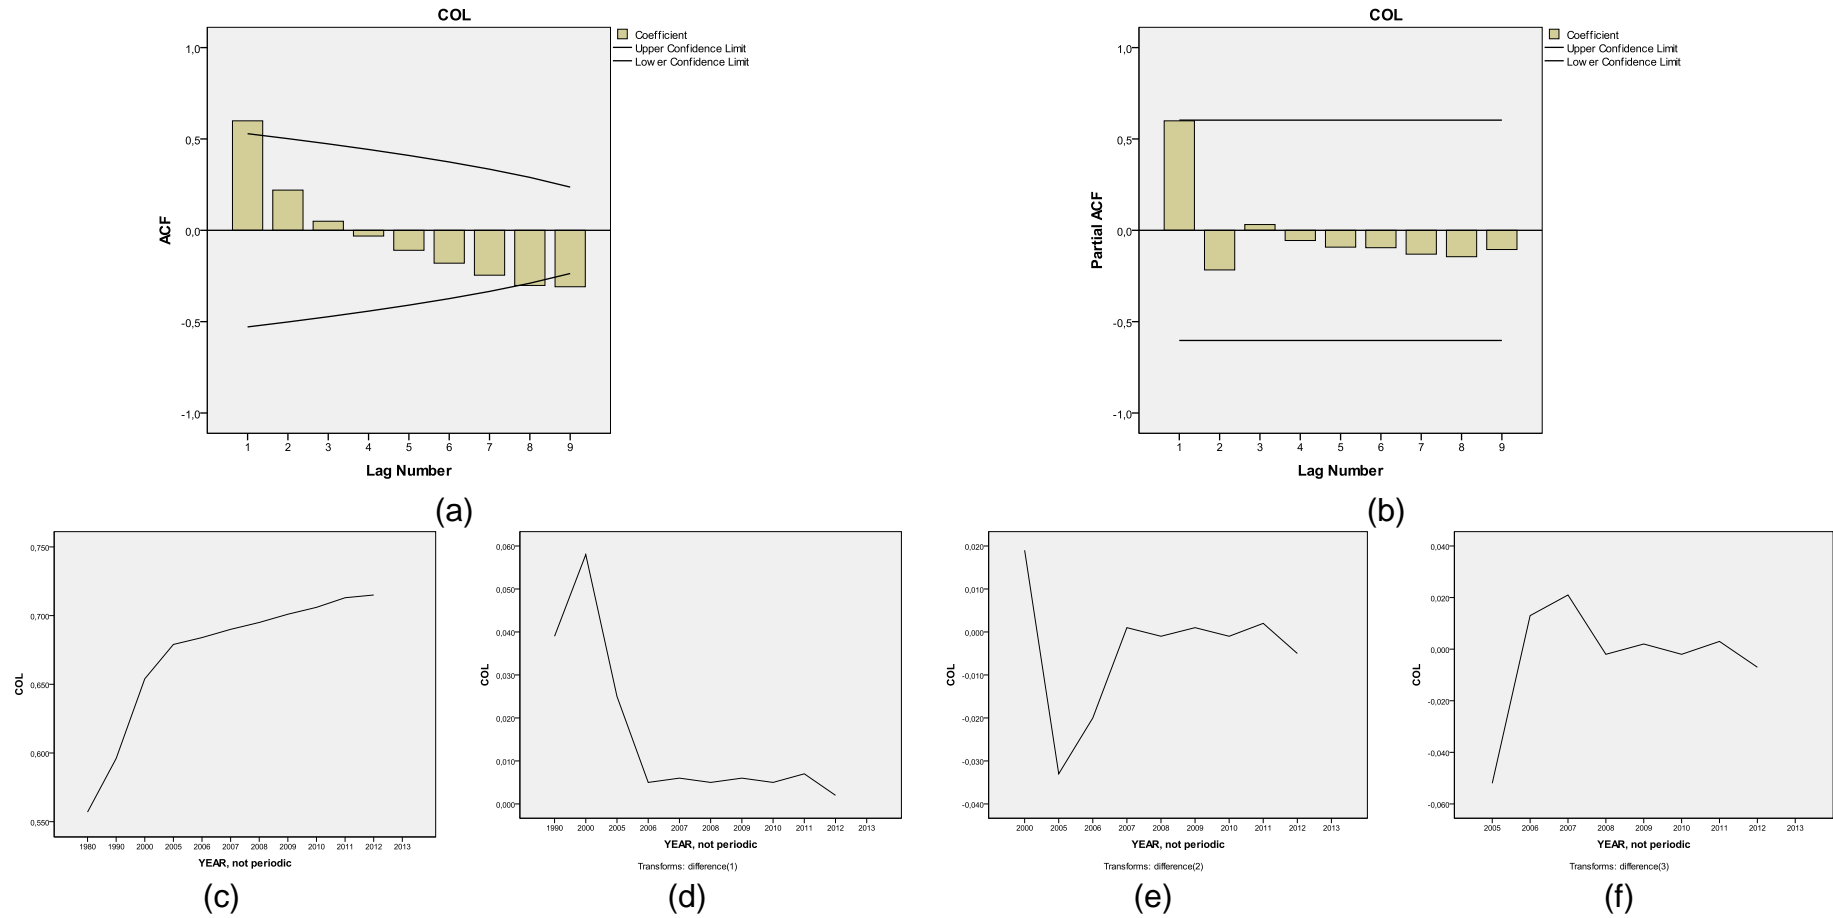 COL
Coefficient
Upper Confidence Limit
Lower Confidence Limit
1,0
0,5
0,0
-0,5
-1,0
ACF
1 2 3 4 5 6 7 8 9
Lag Number
(a)
COL
Coefficient
Upper Confidence Limit
Lower Confidence Limit
1,0
0,5
0,0
-0,5
-1,0
Partial ACF
1 2 3 4 5 6 7 8 9
Lag Number
(b)
0,750
0,700
0,650
0,600
0,550
COL
1980 1990 2000 2005 2006 2007 2008 2009 2010 2011 2012 2013
YEAR, not periodic
(c)
0,060
0,050
0,040
0,030
0,020
0,010
0,000
COL
1990 2000 2005 2006 2007 2008 2009 2010 2011 2012 2013
YEAR, not periodic
Transforms: difference(1)
(d)
0,020
0,010
0,000
-0,010
-0,020
-0,030
-0,040
COL
2000 2005 2006 2007 2008 2009 2010 2011 2012 2013
YEAR, not periodic
Transforms: difference(2)
(e)
0,040
0,020
0,000
-0,020
-0,040
-0,060
COL
2005 2006 2007 2008 2009 2010 2011 2012 2013
YEAR, not periodic
Transforms: difference(3)
(f)